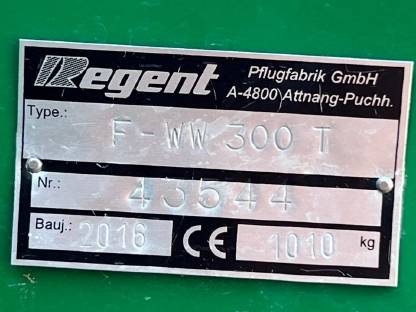 Regent
Pflugfabrik GmbH
A-4800 Attnang-Puchh.
Type.: F-WW 300 T
Nr.: 43544
Bauj.: 2016 CE 1010 kg